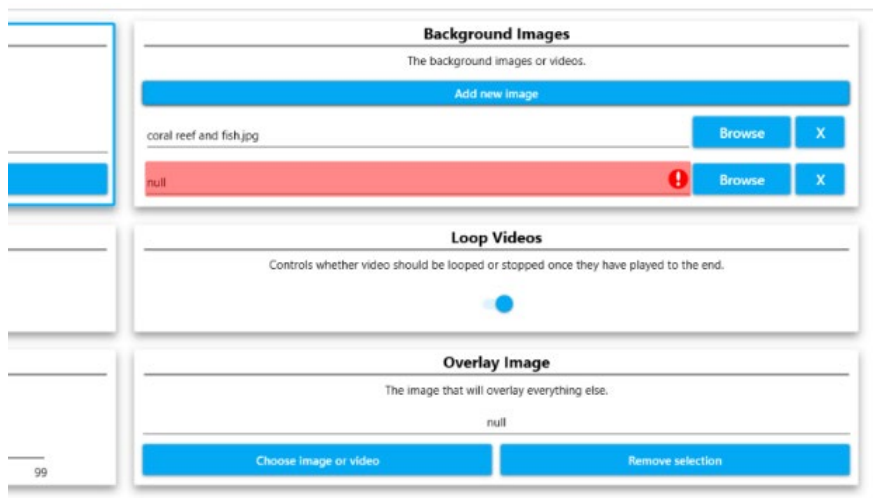 Background Images
The background images or videos.
Add new image
coral reef and fish.jpg
Browse
X
null
Browse
X
Loop Videos
Controls whether video should be looped or stopped once they have played to the end.
Overlay Image
The image that will overlay everything else.
null
Choose image or video
Remove selection
99